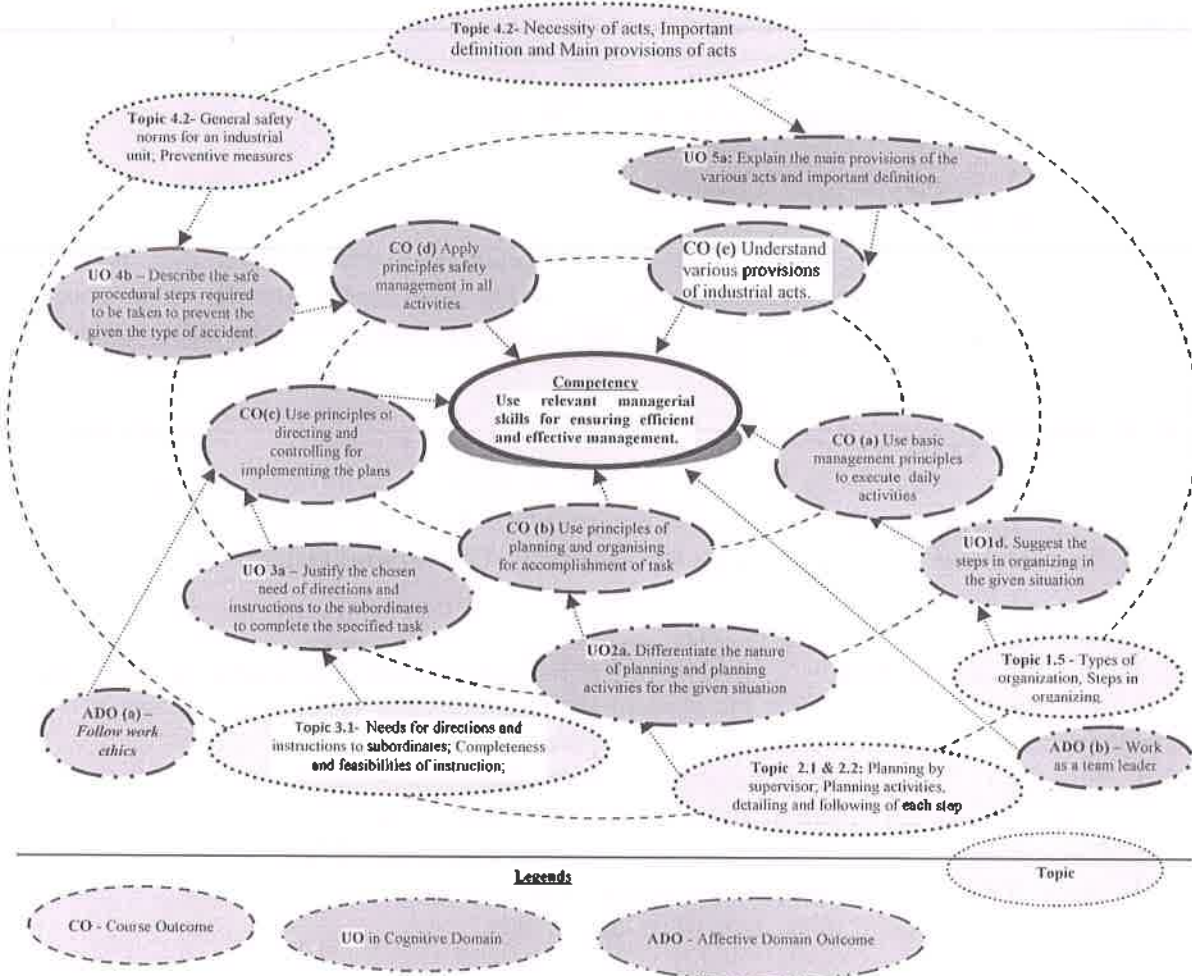 Topic 4.2- Necessity of acts, Important
definition and Main provisions of acts
Topic 4.2- General safety
norms for an industrial
unit; Preventive measures
UO 5a: Explain the main provisions of the
various acts and important definition.
UO 4b – Describe the safe
procedural steps required
to be taken to prevent the
given the type of accident.
CO (d) Apply
principles safety
management in all
activities.
CO (e) Understand
various provisions
of industrial acts.
Competency
Use relevant managerial
skills for ensuring efficient
and effective management.
CO(c) Use principles of
directing and
controlling for
implementing the plans
CO (a) Use basic
management principles
to execute daily
activities
CO (b) Use principles of
planning and organising
for accomplishment of task
UO1d. Suggest the
steps in organizing in
the given situation
UO 3a – Justify the chosen
need of directions and
instructions to the subordinates
to complete the specified task
UO2a. Differentiate the nature
of planning and planning
activities for the given situation
Topic 1.5 - Types of
organization, Steps in
organizing.
ADO (a) –
Follow work
ethics
Topic 3.1- Needs for directions and
instructions to subordinates; Completeness
and feasibilities of instruction;
Topic 2.1 & 2.2: Planning by
supervisor; Planning activities,
detailing and following of each step
ADO (b) – Work
as a team leader
Legends
Topic
CO - Course Outcome
UO in Cognitive Domain
ADO - Affective Domain Outcome